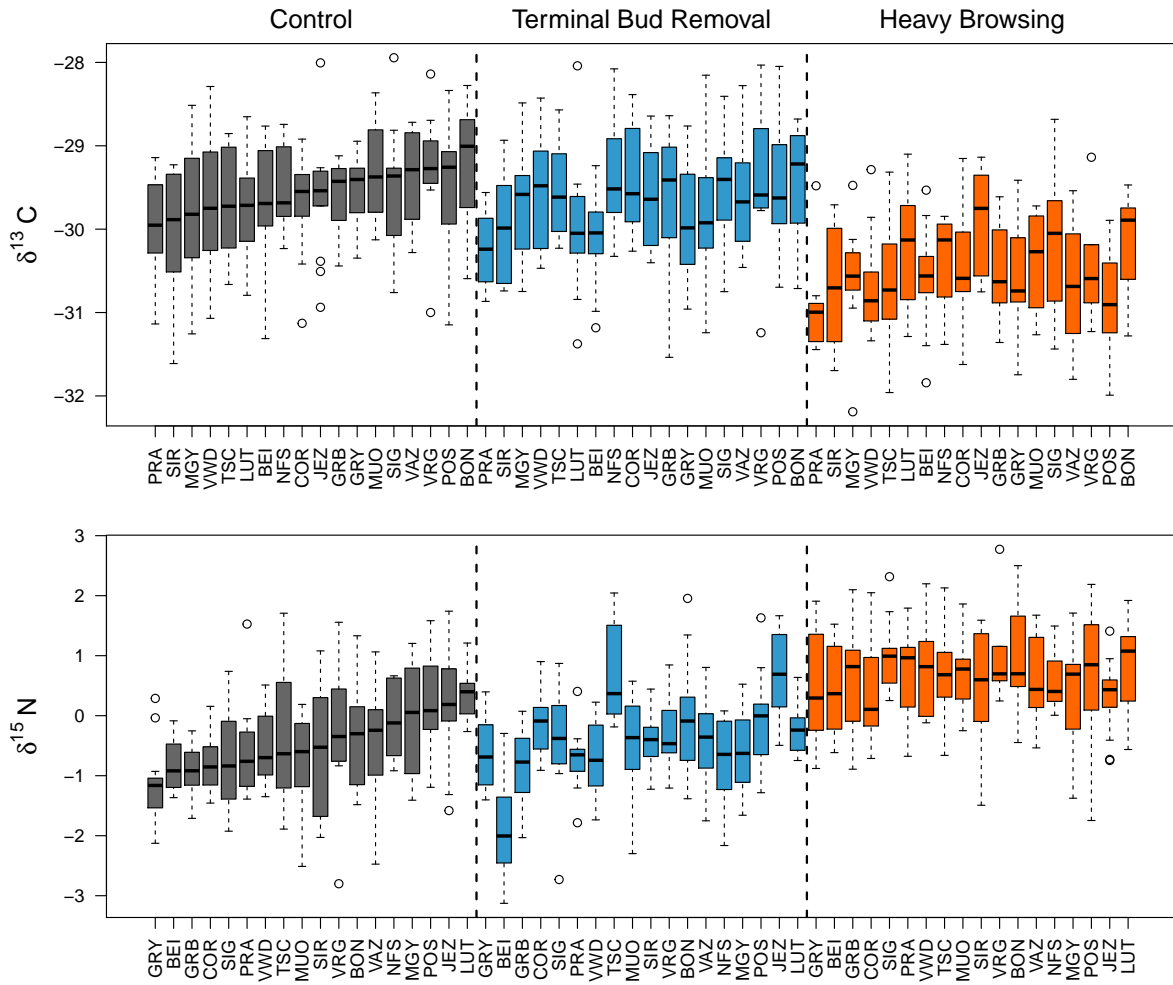 Control Terminal Bud Removal Heavy Browsing
−28
−29
−30
−31
−32
δ13 C
PRA SIR MGY VWD TSC LUT BEI NFS COR JEZ GRB GRY MUO SIG VAZ VRG POS BON PRA SIR MGY VWD TSC LUT BEI NFS COR JEZ GRB GRY MUO SIG VAZ VRG POS BON PRA SIR MGY VWD TSC LUT BEI NFS COR JEZ GRB GRY MUO SIG VAZ VRG POS BON
3
2
1
0
−1
−2
−3
δ15 N
GRY BEI GRB COR SIG PRA VWD TSC MUO SIR VRG BON VAZ NFS MGY POS JEZ LUT GRY BEI GRB COR SIG PRA VWD TSC MUO SIR VRG BON VAZ NFS MGY POS JEZ LUT GRY BEI GRB COR SIG PRA VWD TSC MUO SIR VRG BON VAZ NFS MGY POS JEZ LUT